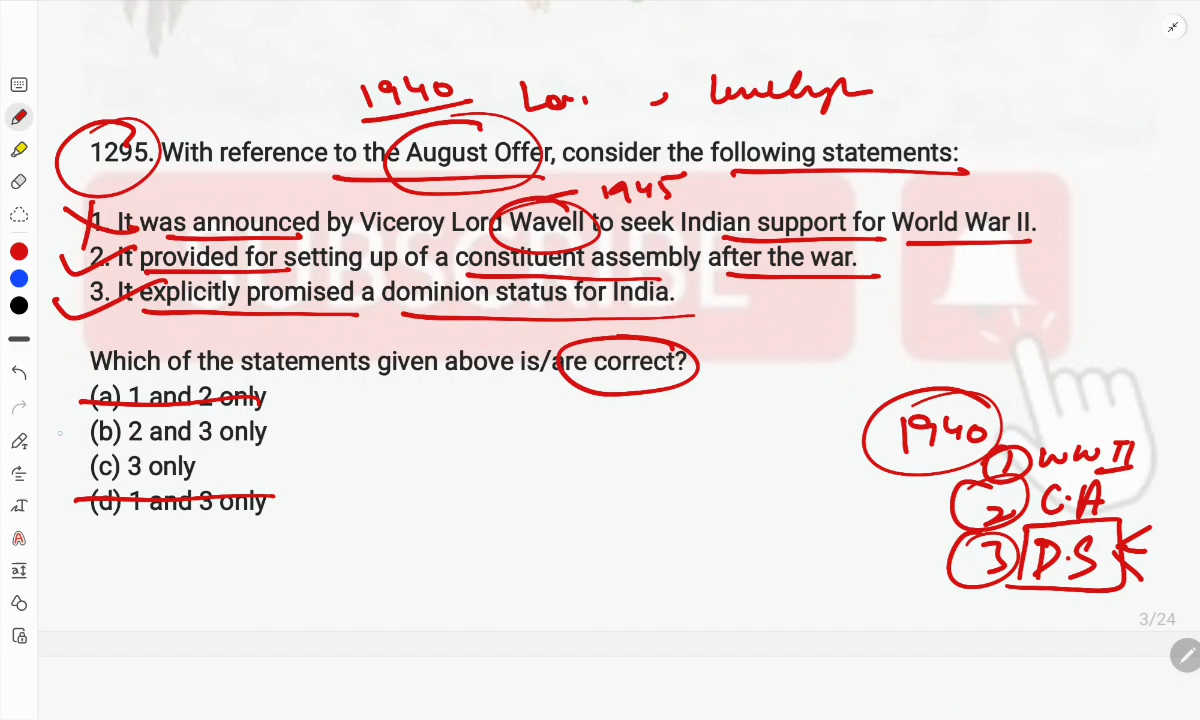 1940 Lor. , Linlithgow
1295. With reference to the August Offer, consider the following statements:
1945
1. It was announced by Viceroy Lord Wavell to seek Indian support for World War II.
2. It provided for setting up of a constituent assembly after the war.
3. It explicitly promised a dominion status for India.
SUBSCRIBE
Which of the statements given above is/are correct?
(a) 1 and 2 only
(b) 2 and 3 only
(c) 3 only
(d) 1 and 3 only
1940
1 WW II
2 C.A
3 D.S
3/24